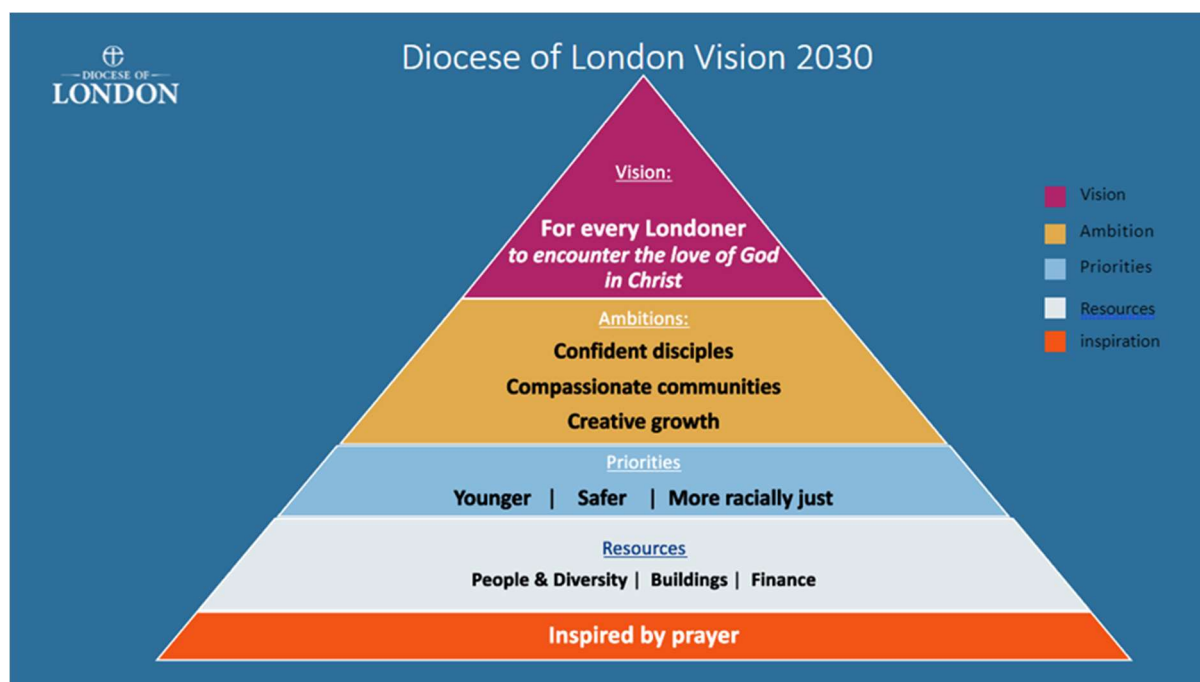 DIOCESE OF
LONDON
Diocese of London Vision 2030
Vision:
For every Londoner
to encounter the love of God
in Christ
Ambitions:
Confident disciples
Compassionate communities
Creative growth
Priorities
Younger | Safer | More racially just
Resources
People & Diversity | Buildings | Finance
Inspired by prayer
Vision
Ambition
Priorities
Resources
inspiration